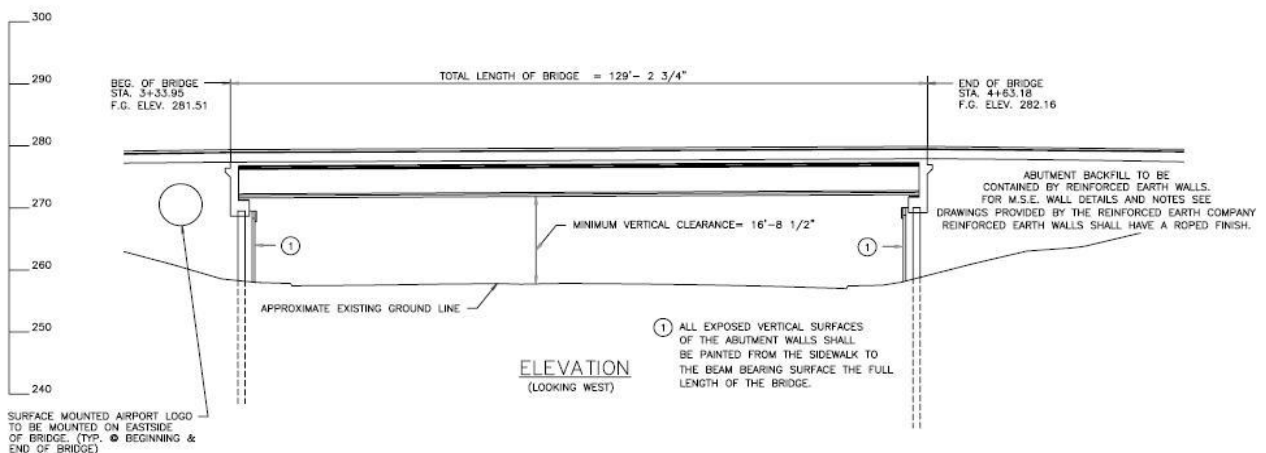 300
290
280
270
260
250
240
BEG. OF BRIDGE
STA. 3+33.95
F.G. ELEV. 281.51
TOTAL LENGTH OF BRIDGE = 129'- 2 3/4"
END OF BRIDGE
STA. 4+63.18
F.G. ELEV. 282.16
ABUTMENT BACKFILL TO BE
CONTAINED BY REINFORCED EARTH WALLS.
FOR M.S.E. WALL DETAILS AND NOTES SEE
DRAWINGS PROVIDED BY THE REINFORCED EARTH COMPANY
REINFORCED EARTH WALLS SHALL HAVE A ROPED FINISH.
1
MINIMUM VERTICAL CLEARANCE= 16'-8 1/2"
1
APPROXIMATE EXISTING GROUND LINE
1 ALL EXPOSED VERTICAL SURFACES
OF THE ABUTMENT WALLS SHALL
BE PAINTED FROM THE SIDEWALK TO
THE BEAM BEARING SURFACE THE FULL
LENGTH OF THE BRIDGE.
ELEVATION
(LOOKING WEST)
SURFACE MOUNTED AIRPORT LOGO
TO BE MOUNTED ON EASTSIDE
OF BRIDGE. (TYP. @ BEGINNING &
END OF BRIDGE)